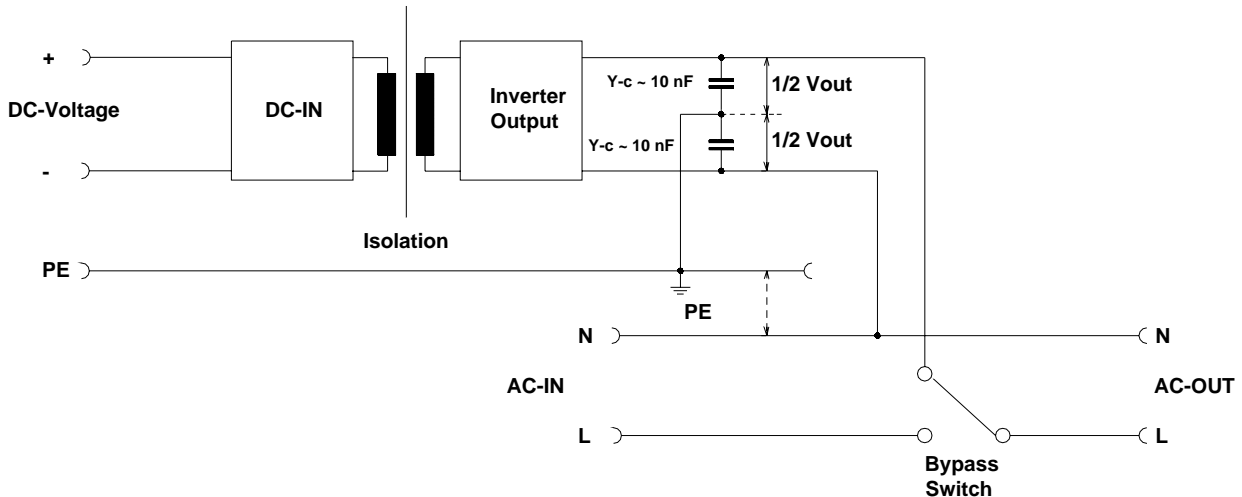 +
DC-Voltage
-
DC-IN
Isolation
Inverter
Output
Y-c ~ 10 nF
1/2 Vout
Y-c ~ 10 nF
1/2 Vout
PE
PE
N
N
AC-IN
AC-OUT
L
L
Bypass
Switch